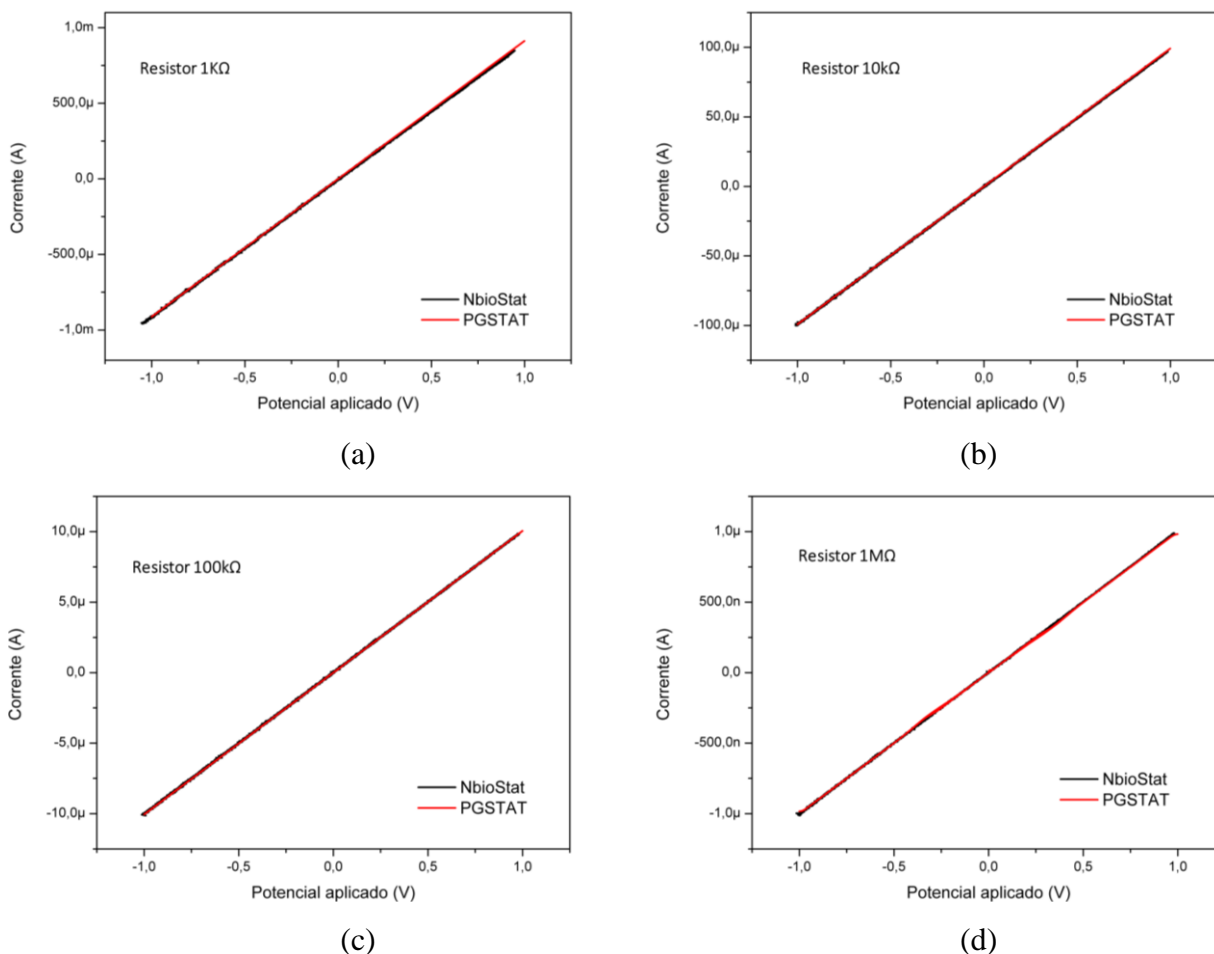 1,0m
Resistor 1KΩ
500,0µ
0,0
-500,0µ
-1,0m
Corrente (A)
NbioStat
PGSTAT
-1,0 -0,5 0,0 0,5 1,0
Potencial aplicado (V)
(a)
100,0µ
Resistor 10kΩ
50,0µ
0,0
-50,0µ
-100,0µ
Corrente (A)
NbioStat
PGSTAT
-1,0 -0,5 0,0 0,5 1,0
Potencial aplicado (V)
(b)
10,0µ
Resistor 100kΩ
5,0µ
0,0
-5,0µ
-10,0µ
Corrente (A)
NbioStat
PGSTAT
-1,0 -0,5 0,0 0,5 1,0
Potencial aplicado (V)
(c)
1,0µ
Resistor 1MΩ
500,0n
0,0
-500,0n
-1,0µ
Corrente (A)
NbioStat
PGSTAT
-1,0 -0,5 0,0 0,5 1,0
Potencial aplicado (V)
(d)